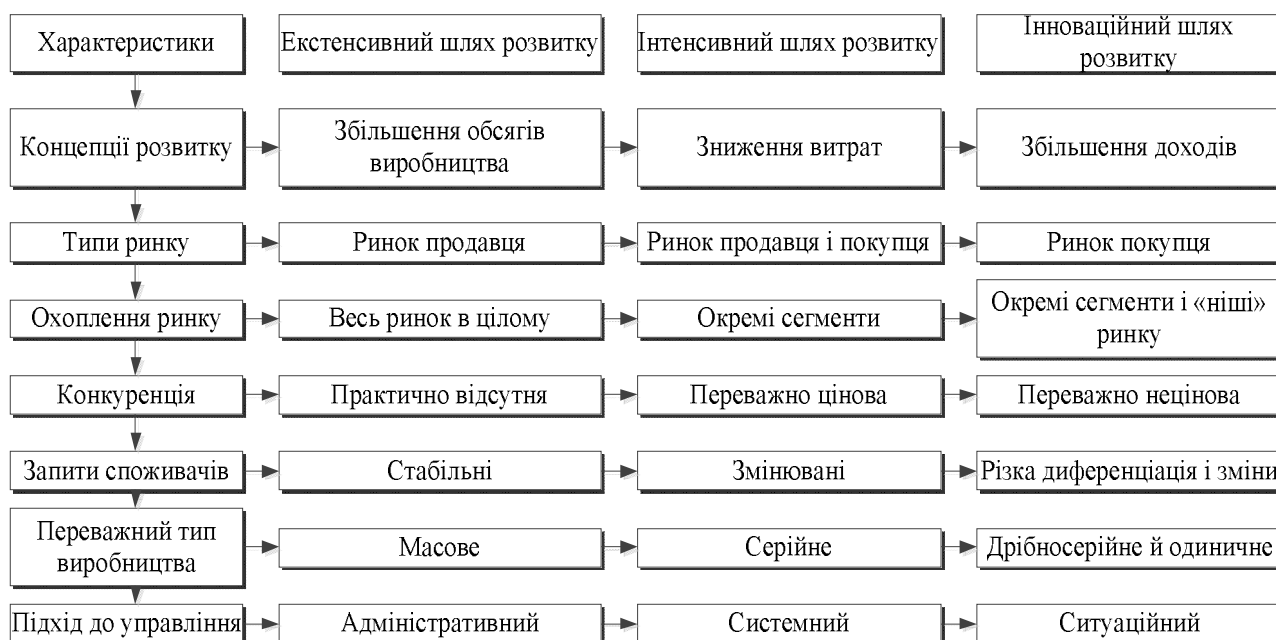 Характеристики
Екстенсивний шлях розвитку
Інтенсивний шлях розвитку
Інноваційний шлях
розвитку
Концепції розвитку
Збільшення обсягів
виробництва
Зниження витрат
Збільшення доходів
Типи ринку
Ринок продавця
Ринок продавця і покупця
Ринок покупця
Охоплення ринку
Весь ринок в цілому
Окремі сегменти
Окремі сегменти і «ніші»
ринку
Конкуренція
Практично відсутня
Переважно цінова
Переважно нецінова
Запити споживачів
Стабільні
Змінювані
Різка диференціація і зміни
Переважний тип
виробництва
Масове
Серійне
Дрібносерійне й одиничне
Підхід до управління
Адміністративний
Системний
Ситуаційний